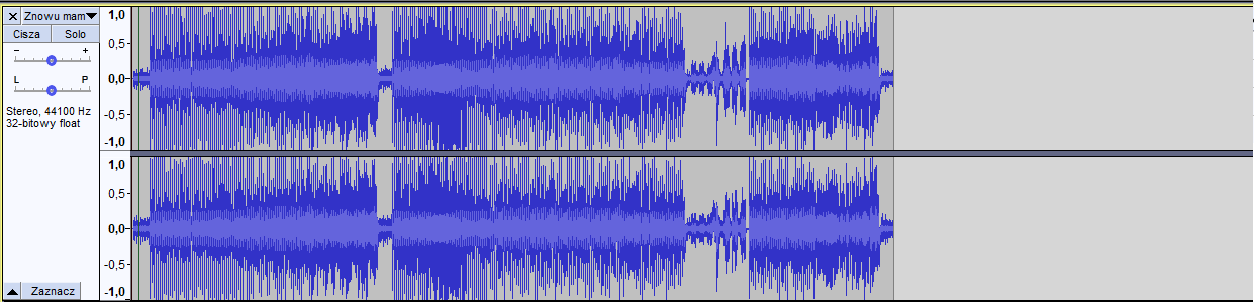 × Znowu mam▼
Cisza Solo
- +
L P
Stereo, 44100 Hz
32-bitowy float
▲ Zaznacz
1,0
0,5-
0,0-
-0,5-
-1,0
1,0
0,5-
0,0-
-0,5-
-1,0